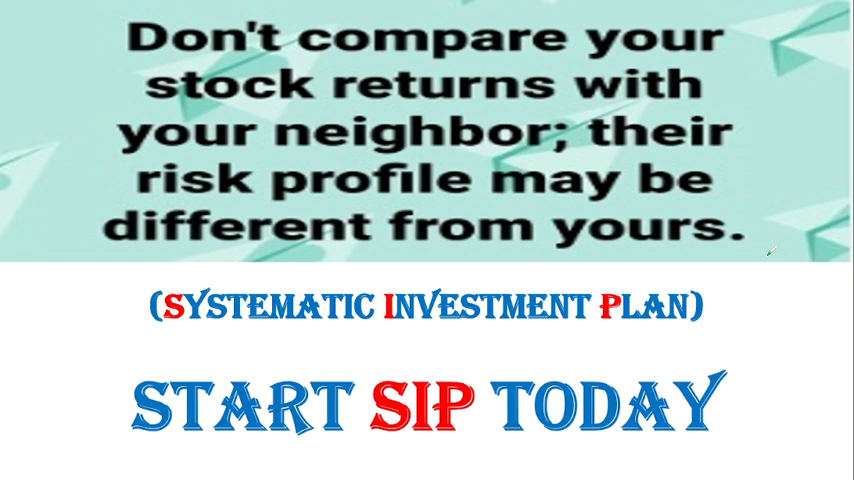 Don't compare your
stock returns with
your neighbor; their
risk profile may be
different from yours.
(SYSTEMATIC INVESTMENT PLAN)
START SIP TODAY